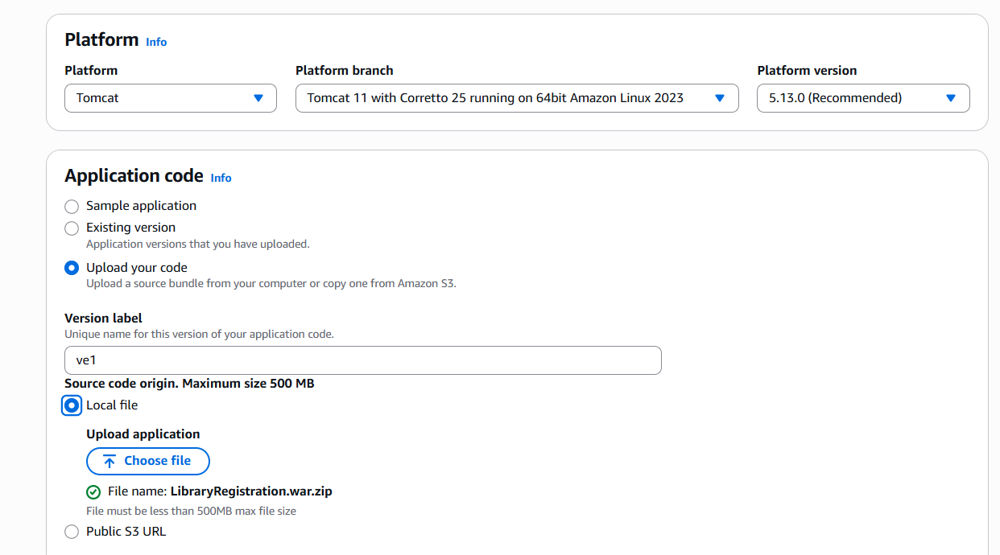 Platform Info
Platform Platform branch Platform version
Tomcat Tomcat 11 with Corretto 25 running on 64bit Amazon Linux 2023 5.13.0 (Recommended)
Application code Info
Sample application
Existing version
Application versions that you have uploaded.
Upload your code
Upload a source bundle from your computer or copy one from Amazon S3.
Version label
Unique name for this version of your application code.
ve1
Source code origin. Maximum size 500 MB
Local file
Upload application
Choose file
File name: LibraryRegistration.war.zip
File must be less than 500MB max file size
Public S3 URL